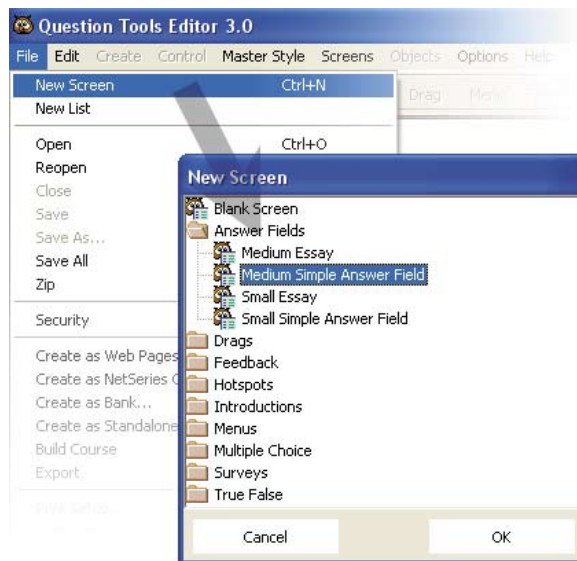 Question Tools Editor 3.0
File Edit Create Control Master Style Screens Objects Options Help
New Screen Ctrl+N
New List
Drag Menu
Open Ctrl+O
Reopen
Close
Save
Save As...
Save All
Zip
Security
Create as Web Pages
Create as NetSeries
Create as Bank...
Create as Standalone
Build Course
Export
New Screen
Blank Screen
Answer Fields
Medium Essay
Medium Simple Answer Field
Small Essay
Small Simple Answer Field
Drags
Feedback
Hotspots
Introductions
Menus
Multiple Choice
Surveys
True False
Cancel OK